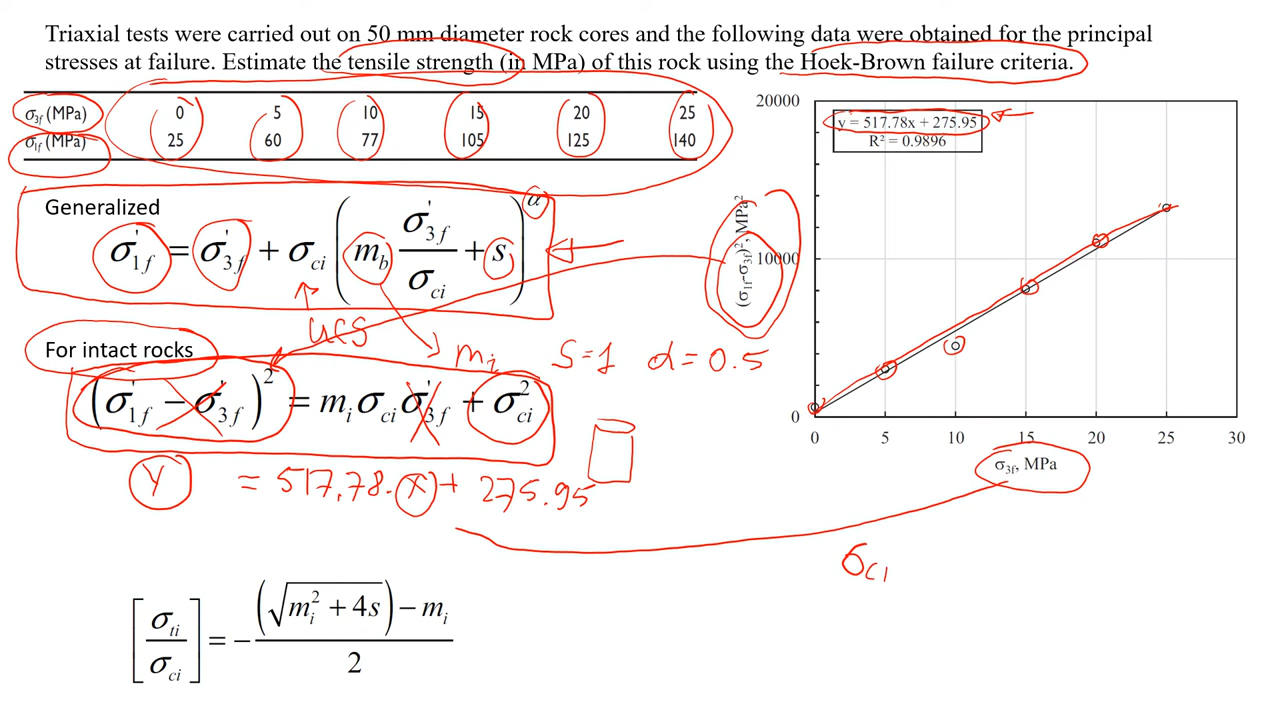 Triaxial tests were carried out on 50 mm diameter rock cores and the following data were obtained for the principal
stresses at failure. Estimate the tensile strength (in MPa) of this rock using the Hoek-Brown failure criteria.
σ3f (MPa) 0 5 10 15 20 25
σ1f (MPa) 25 60 77 105 125 140
Generalized
σ'1f = σ'3f + σci (mb σ'3f / σci + s)^α
UCS
mi S=1 α=0.5
For intact rocks
(σ'1f − σ'3f)² = mi σci σ'3f + σ²ci
Y = 517.78.(x)+ 275.95
[σti / σci] = − ((√(mi² + 4s)) − mi) / 2
20000
y = 517.78x + 275.95
R² = 0.9896
(σ1f-σ3f)², MPa²
10000
0
0 5 10 15 20 25 30
σ3f, MPa
σci